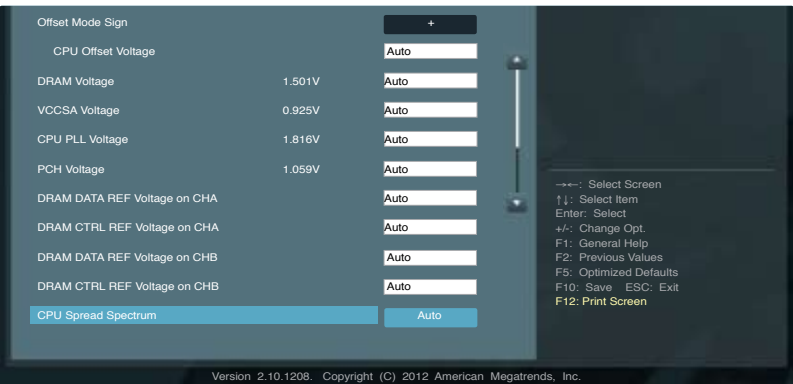 Offset Mode Sign +
CPU Offset Voltage Auto
DRAM Voltage 1.501V Auto
VCCSA Voltage 0.925V Auto
CPU PLL Voltage 1.816V Auto
PCH Voltage 1.059V Auto
DRAM DATA REF Voltage on CHA Auto
DRAM CTRL REF Voltage on CHA Auto
DRAM DATA REF Voltage on CHB Auto
DRAM CTRL REF Voltage on CHB Auto
CPU Spread Spectrum Auto
→←: Select Screen
↑↓: Select Item
Enter: Select
+/-: Change Opt.
F1: General Help
F2: Previous Values
F5: Optimized Defaults
F10: Save ESC: Exit
F12: Print Screen
Version 2.10.1208. Copyright (C) 2012 American Megatrends, Inc.